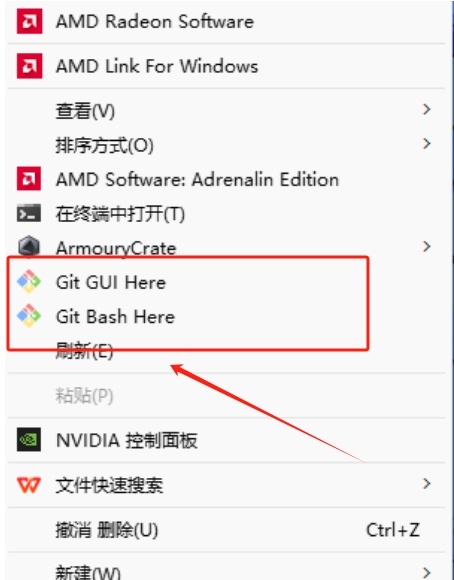 AMD Radeon Software
AMD Link For Windows
查看(V)
排序方式(O)
AMD Software: Adrenalin Edition
在终端中打开(T)
ArmouryCrate
Git GUI Here
Git Bash Here
刷新(E)
粘贴(P)
NVIDIA 控制面板
文件快速搜索
撤消 删除(U) Ctrl+Z
新建(W)